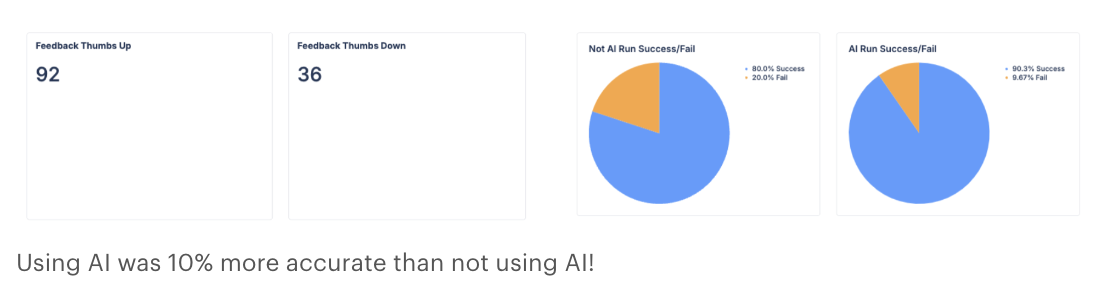 Feedback Thumbs Up
92
Feedback Thumbs Down
36
Not AI Run Success/Fail
80.0% Success
20.0% Fail
AI Run Success/Fail
90.3% Success
9.67% Fail
Using AI was 10% more accurate than not using AI!